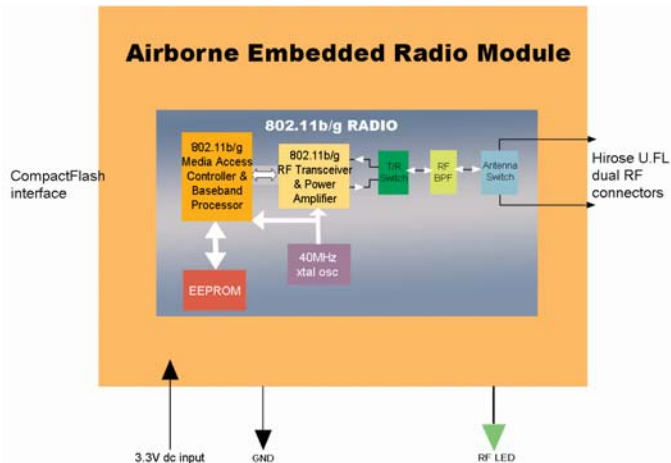 Airborne Embedded Radio Module
802.11b/g RADIO
802.11b/g
Media Access
Controller &
Baseband
Processor
802.11b/g
RF Transceiver
& Power
Amplifier
T/R
Switch
RF
BPF
Antenna
Switch
CompactFlash
interface
Hirose U.FL
dual RF
connectors
40MHz
xtal osc
EEPROM
3.3V dc input
GND
RF LED